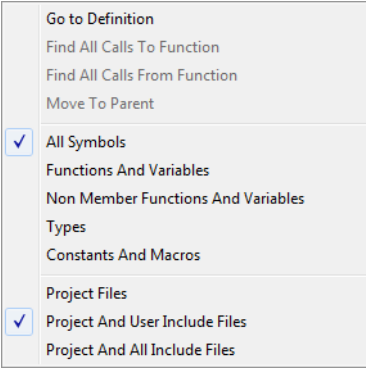 Go to Definition
Find All Calls To Function
Find All Calls From Function
Move To Parent
All Symbols
Functions And Variables
Non Member Functions And Variables
Types
Constants And Macros
Project Files
Project And User Include Files
Project And All Include Files